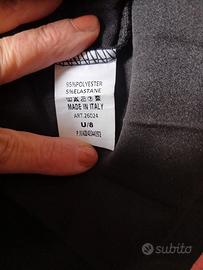 95%POLYESTER
5%ELASTANE
MADE IN ITALY
ART.26024
U/8
subito